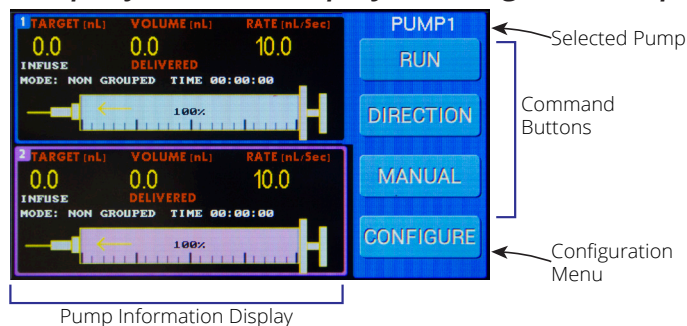 1 TARGET (nL) VOLUME (nL) RATE (nL/Sec)
0.0 0.0 10.0
INFUSE DELIVERED
MODE: NON GROUPED TIME 00:00:00
100%
2 TARGET (nL) VOLUME (nL) RATE (nL/Sec)
0.0 0.0 10.0
INFUSE DELIVERED
MODE: NON GROUPED TIME 00:00:00
100%
PUMP1
RUN
DIRECTION
MANUAL
CONFIGURE
Selected Pump
Command
Buttons
Configuration
Menu
Pump Information Display